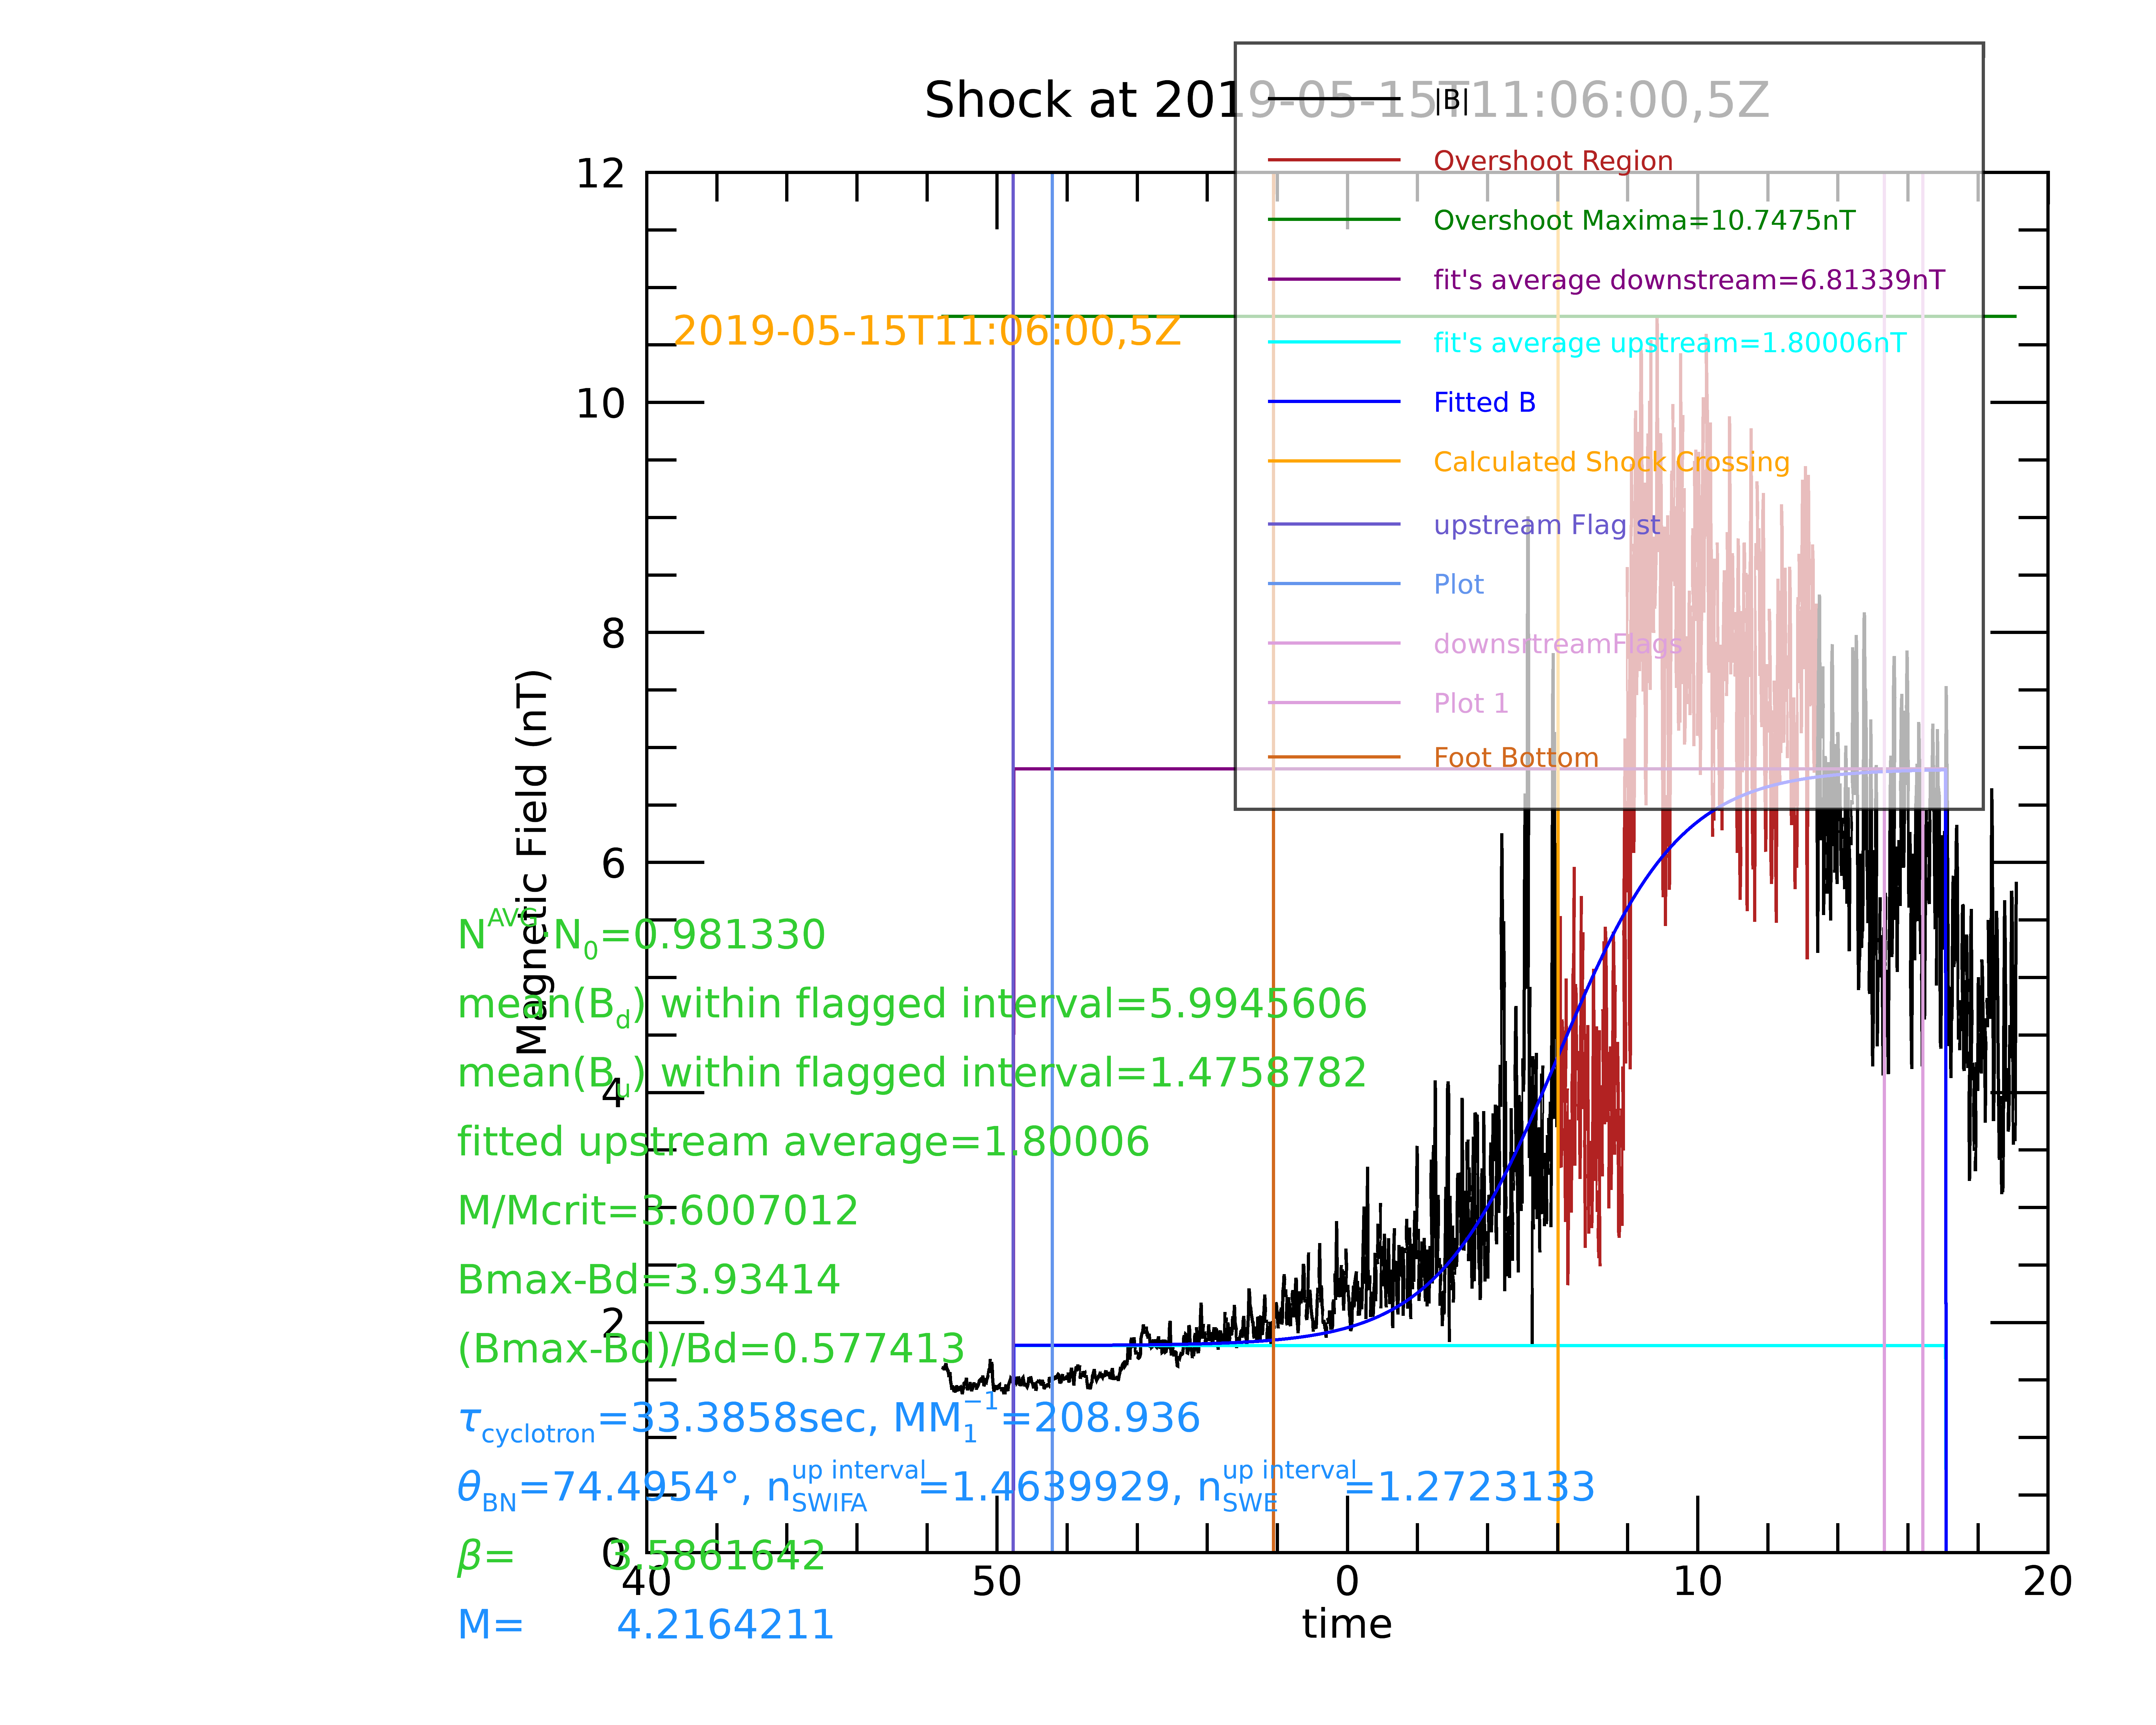 Shock at 2019-05-15T11:06:00,5Z
|B|
Overshoot Region
Overshoot Maxima=10.7475nT
fit's average downstream=6.81339nT
fit's average upstream=1.80006nT
Fitted B
Calculated Shock Crossing
upstream Flag st
Plot
downsrtreamFlags
Plot 1
Foot Bottom
2019-05-15T11:06:00,5Z
12
10
8
6
4
2
0
Magnetic Field (nT)
N^AVG·N_0=0.981330
mean(B_d) within flagged interval=5.9945606
mean(B_u) within flagged interval=1.4758782
fitted upstream average=1.80006
M/Mcrit=3.6007012
Bmax-Bd=3.93414
(Bmax-Bd)/Bd=0.577413
τ_cyclotron=33.3858sec, MM_1^−1=208.936
θ_BN=74.4954°, n_SWIFA^up interval=1.4639929, n_SWE^up interval=1.2723133
β= 3.5861642
M= 4.2164211
40 50 0 10 20
time